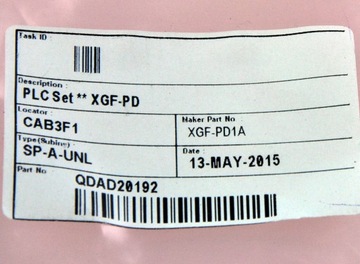 Task ID :
Description :
PLC Set ** XGF-PD
Locator :
CAB3F1
Maker Part No
XGF-PD1A
Type(Subinv) :
SP-A-UNL
Date :
13-MAY-2015
Part No
QDAD20192